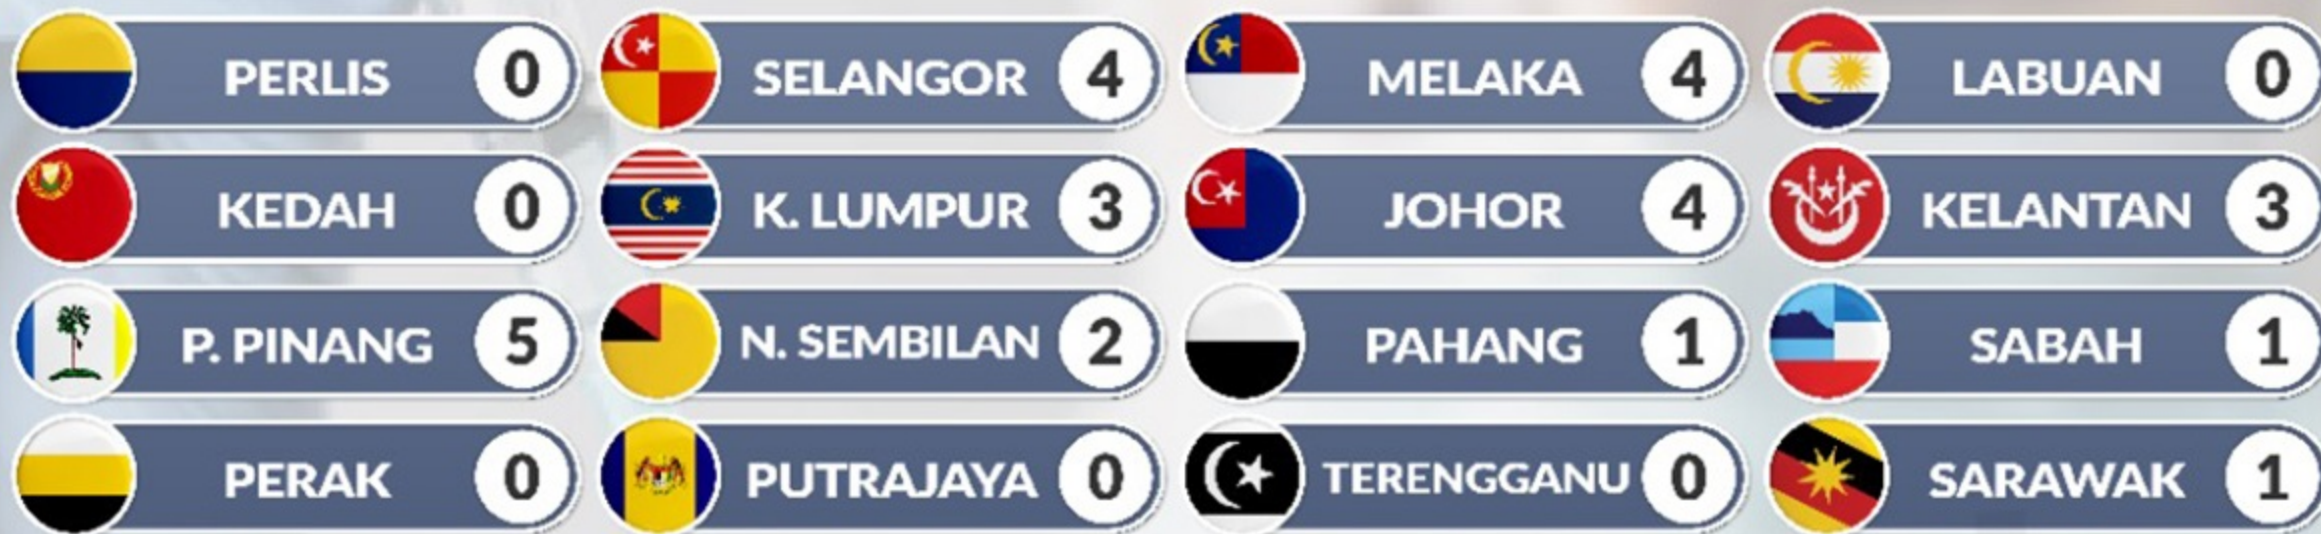 PERLIS 0
KEDAH 0
P. PINANG 5
PERAK 0
SELANGOR 4
K. LUMPUR 3
N. SEMBILAN 2
PUTRAJAYA 0
MELAKA 4
JOHOR 4
PAHANG 1
TERENGGANU 0
LABUAN 0
KELANTAN 3
SABAH 1
SARAWAK 1